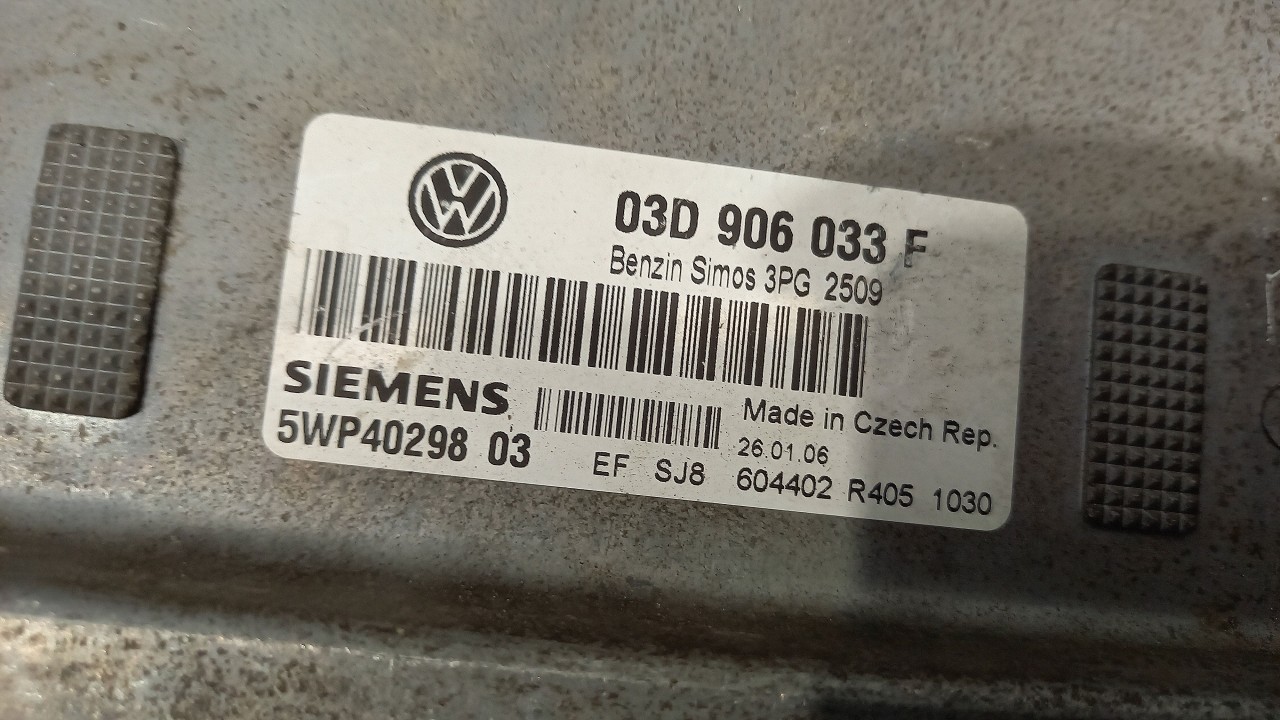 03D 906 033 F
Benzin Simos 3PG 2509
SIEMENS
5WP40298 03
Made in Czech Rep.
26.01.06
EF SJ8 604402 R405 1030